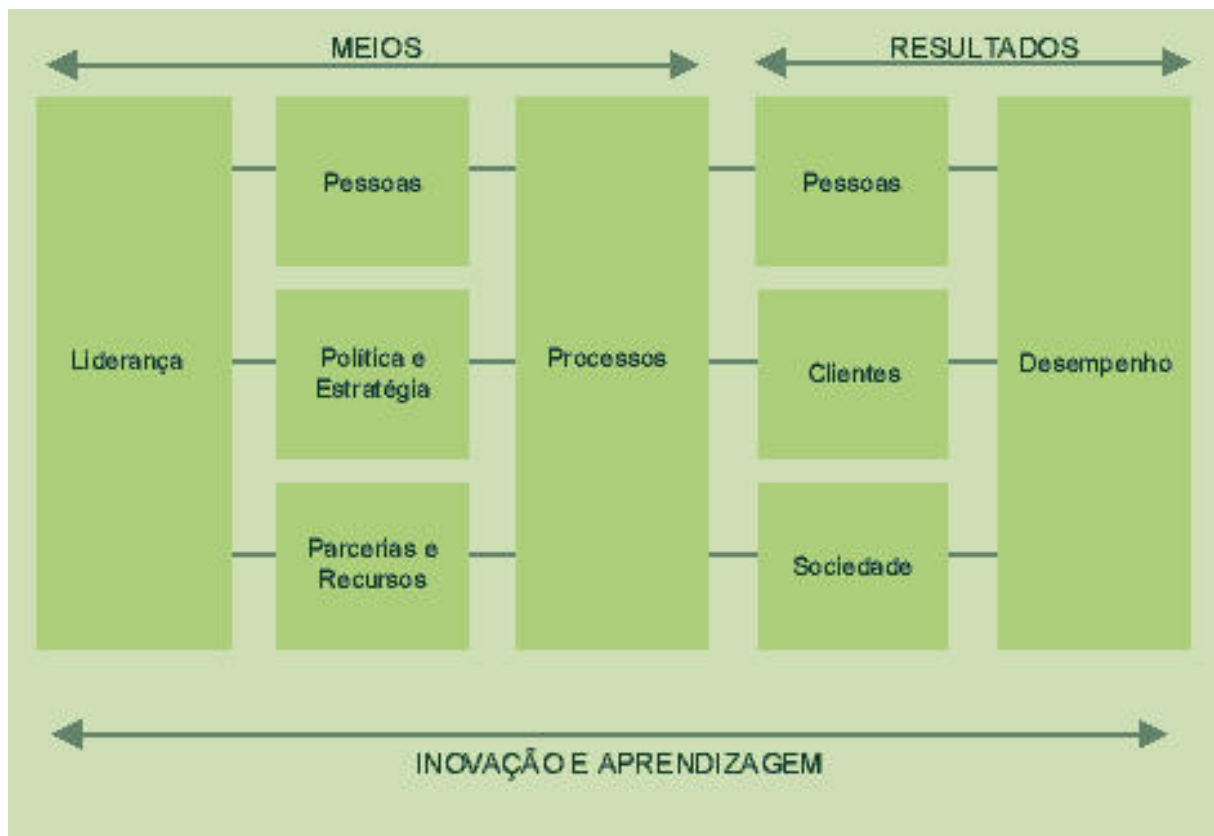 MEIOS
RESULTADOS
Liderança
Pessoas
Política e
Estratégia
Parcerias e
Recursos
Processos
Pessoas
Clientes
Sociedade
Desempenho
INOVAÇÃO E APRENDIZAGEM